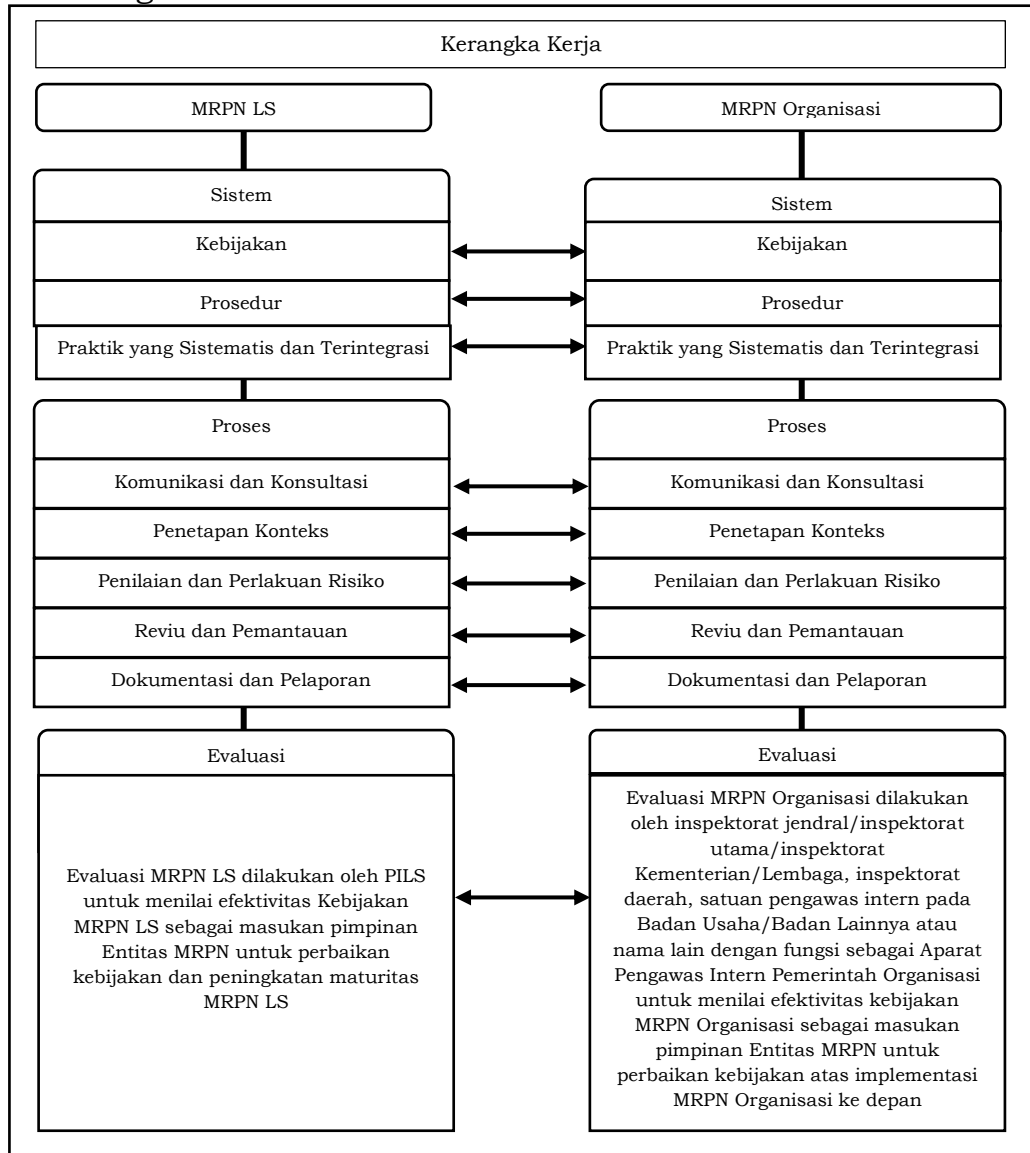 Kerangka Kerja
MRPN LS
Sistem
Kebijakan
Prosedur
Praktik yang Sistematis dan Terintegrasi
Proses
Komunikasi dan Konsultasi
Penetapan Konteks
Penilaian dan Perlakuan Risiko
Reviu dan Pemantauan
Dokumentasi dan Pelaporan
Evaluasi
Evaluasi MRPN LS dilakukan oleh PILS
untuk menilai efektivitas Kebijakan
MRPN LS sebagai masukan pimpinan
Entitas MRPN untuk perbaikan
kebijakan dan peningkatan maturitas
MRPN LS
MRPN Organisasi
Sistem
Kebijakan
Prosedur
Praktik yang Sistematis dan Terintegrasi
Proses
Komunikasi dan Konsultasi
Penetapan Konteks
Penilaian dan Perlakuan Risiko
Reviu dan Pemantauan
Dokumentasi dan Pelaporan
Evaluasi
Evaluasi MRPN Organisasi dilakukan
oleh inspektorat jendral/inspektorat
utama/inspektorat
Kementerian/Lembaga, inspektorat
daerah, satuan pengawas intern pada
Badan Usaha/Badan Lainnya atau
nama lain dengan fungsi sebagai Aparat
Pengawas Intern Pemerintah Organisasi
untuk menilai efektivitas kebijakan
MRPN Organisasi sebagai masukan
pimpinan Entitas MRPN untuk
perbaikan kebijakan atas implementasi
MRPN Organisasi ke depan